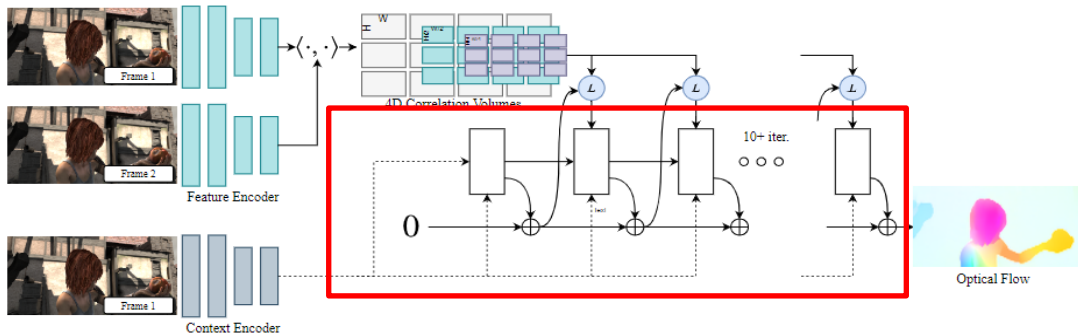 Frame 1
Frame 2
Feature Encoder
Frame 1
Context Encoder
⟨·, ·⟩
H
W
4D Correlation Volumes
L
L
L
10+ iter.
0
Optical Flow